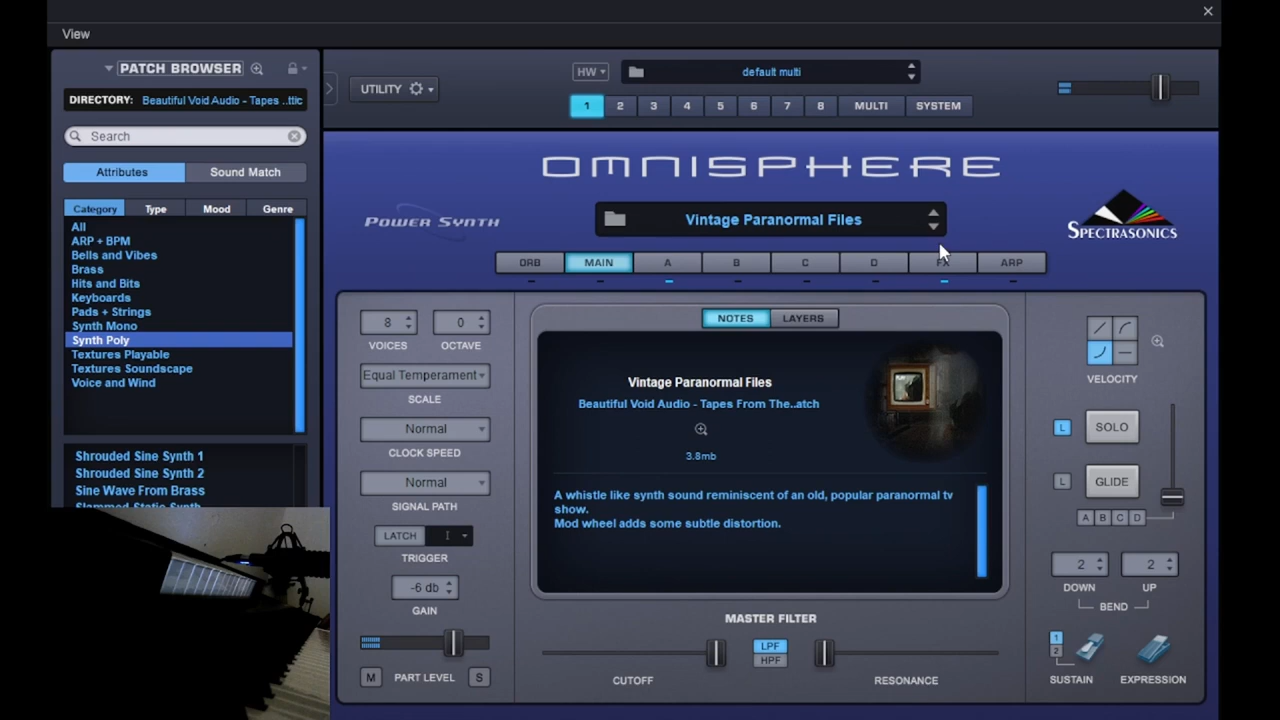 View
PATCH BROWSER
DIRECTORY: Beautiful Void Audio - Tapes ..ttic
Search
Attributes
Sound Match
Category
Type
Mood
Genre
All
ARP + BPM
Bells and Vibes
Brass
Hits and Bits
Keyboards
Pads + Strings
Synth Mono
Synth Poly
Textures Playable
Textures Soundscape
Voice and Wind
Shrouded Sine Synth 1
Shrouded Sine Synth 2
Sine Wave From Brass
Slammed Static Synth
UTILITY
HW
default multi
1 2 3 4 5 6 7 8 MULTI SYSTEM
OMNISPHERE
POWER SYNTH
Vintage Paranormal Files
SPECTRASONICS
ORB MAIN A B C D FX ARP
8
0
VOICES
OCTAVE
Equal Temperament
SCALE
Normal
CLOCK SPEED
Normal
SIGNAL PATH
LATCH
I
TRIGGER
-6 db
GAIN
M PART LEVEL S
NOTES
LAYERS
Vintage Paranormal Files
Beautiful Void Audio - Tapes From The..atch
3.8mb
A whistle like synth sound reminiscent of an old, popular paranormal tv
show.
Mod wheel adds some subtle distortion.
MASTER FILTER
LPF
HPF
CUTOFF
RESONANCE
VELOCITY
L SOLO
L GLIDE
A B C D
2
2
DOWN
UP
BEND
1
2
SUSTAIN
EXPRESSION